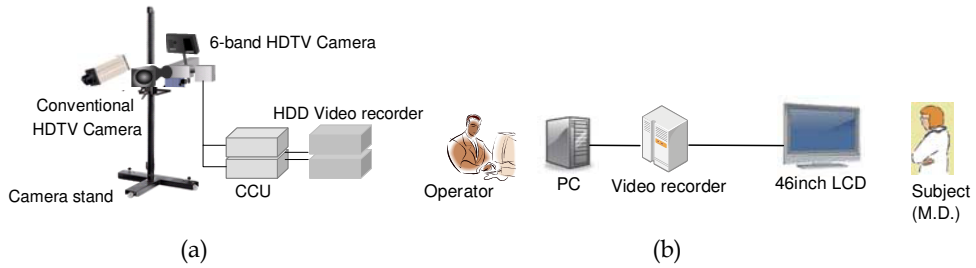 6-band HDTV Camera
Conventional
HDTV Camera
HDD Video recorder
Camera stand
CCU
Operator
PC
Video recorder
46inch LCD
Subject
(M.D.)
(a)
(b)